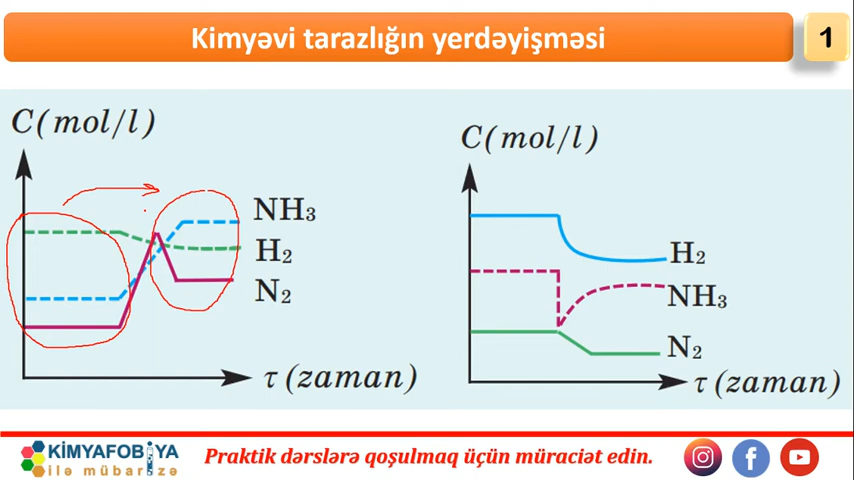 Kimyəvi tarazlığın yerdəyişməsi
1
C(mol/l)
NH₃
H₂
N₂
τ (zaman)
C(mol/l)
H₂
NH₃
N₂
τ (zaman)
KİMYAFOBİYA
ilə mübarizə
Praktik dərslərə qoşulmaq üçün müraciət edin.